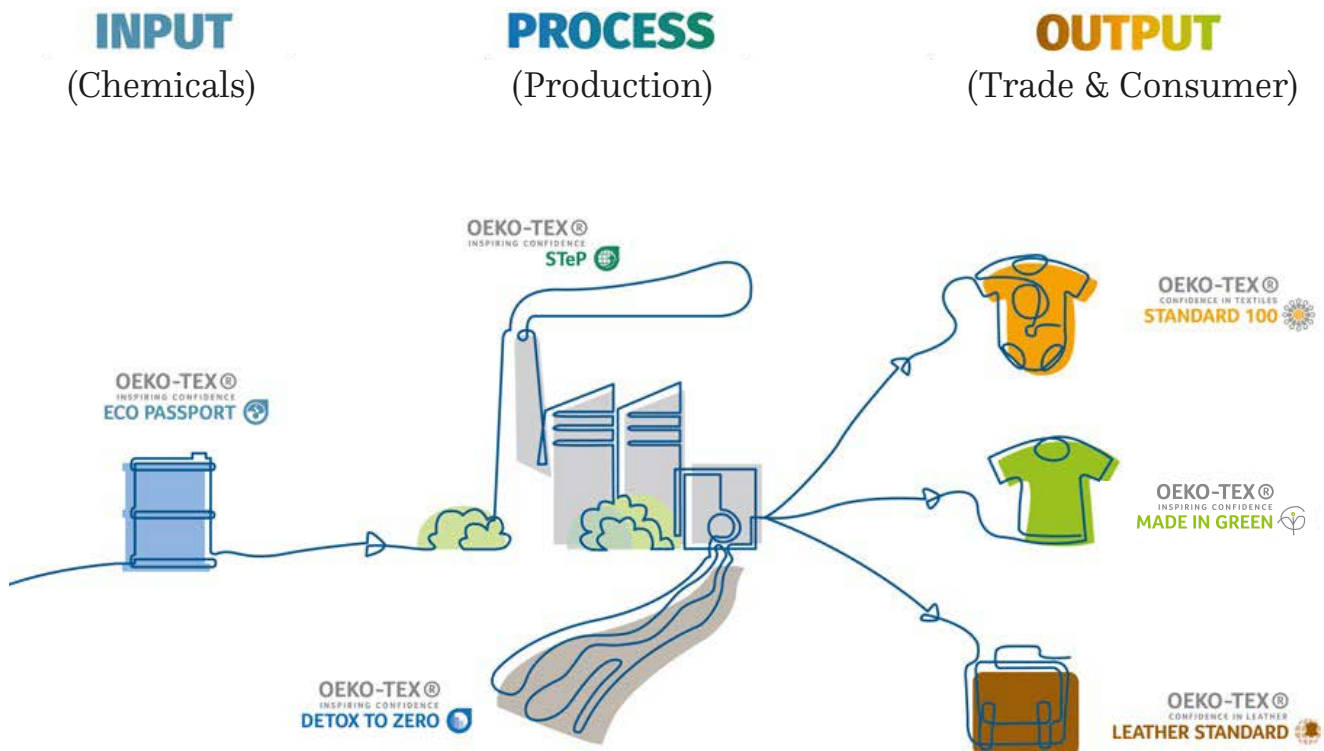 INPUT
(Chemicals)
PROCESS
(Production)
OUTPUT
(Trade & Consumer)
OEKO-TEX®
INSPIRING CONFIDENCE
STeP
OEKO-TEX®
CONFIDENCE IN TEXTILES
STANDARD 100
OEKO-TEX®
INSPIRING CONFIDENCE
ECO PASSPORT
OEKO-TEX®
INSPIRING CONFIDENCE
MADE IN GREEN
OEKO-TEX®
INSPIRING CONFIDENCE
DETOX TO ZERO
OEKO-TEX®
CONFIDENCE IN LEATHER
LEATHER STANDARD